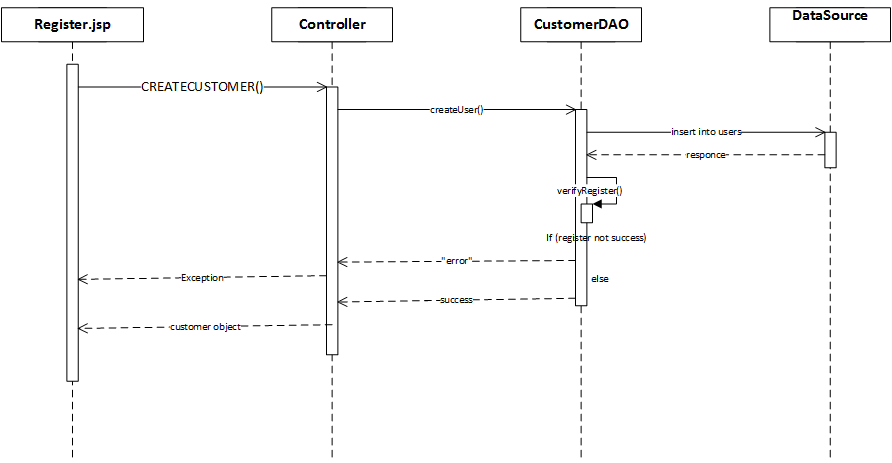 Register.jsp
Controller
CustomerDAO
DataSource
CREATECUSTOMER()
createUser()
insert into users
responce
verifyRegister()
If (register not success)
"error"
Exception
else
success
customer object